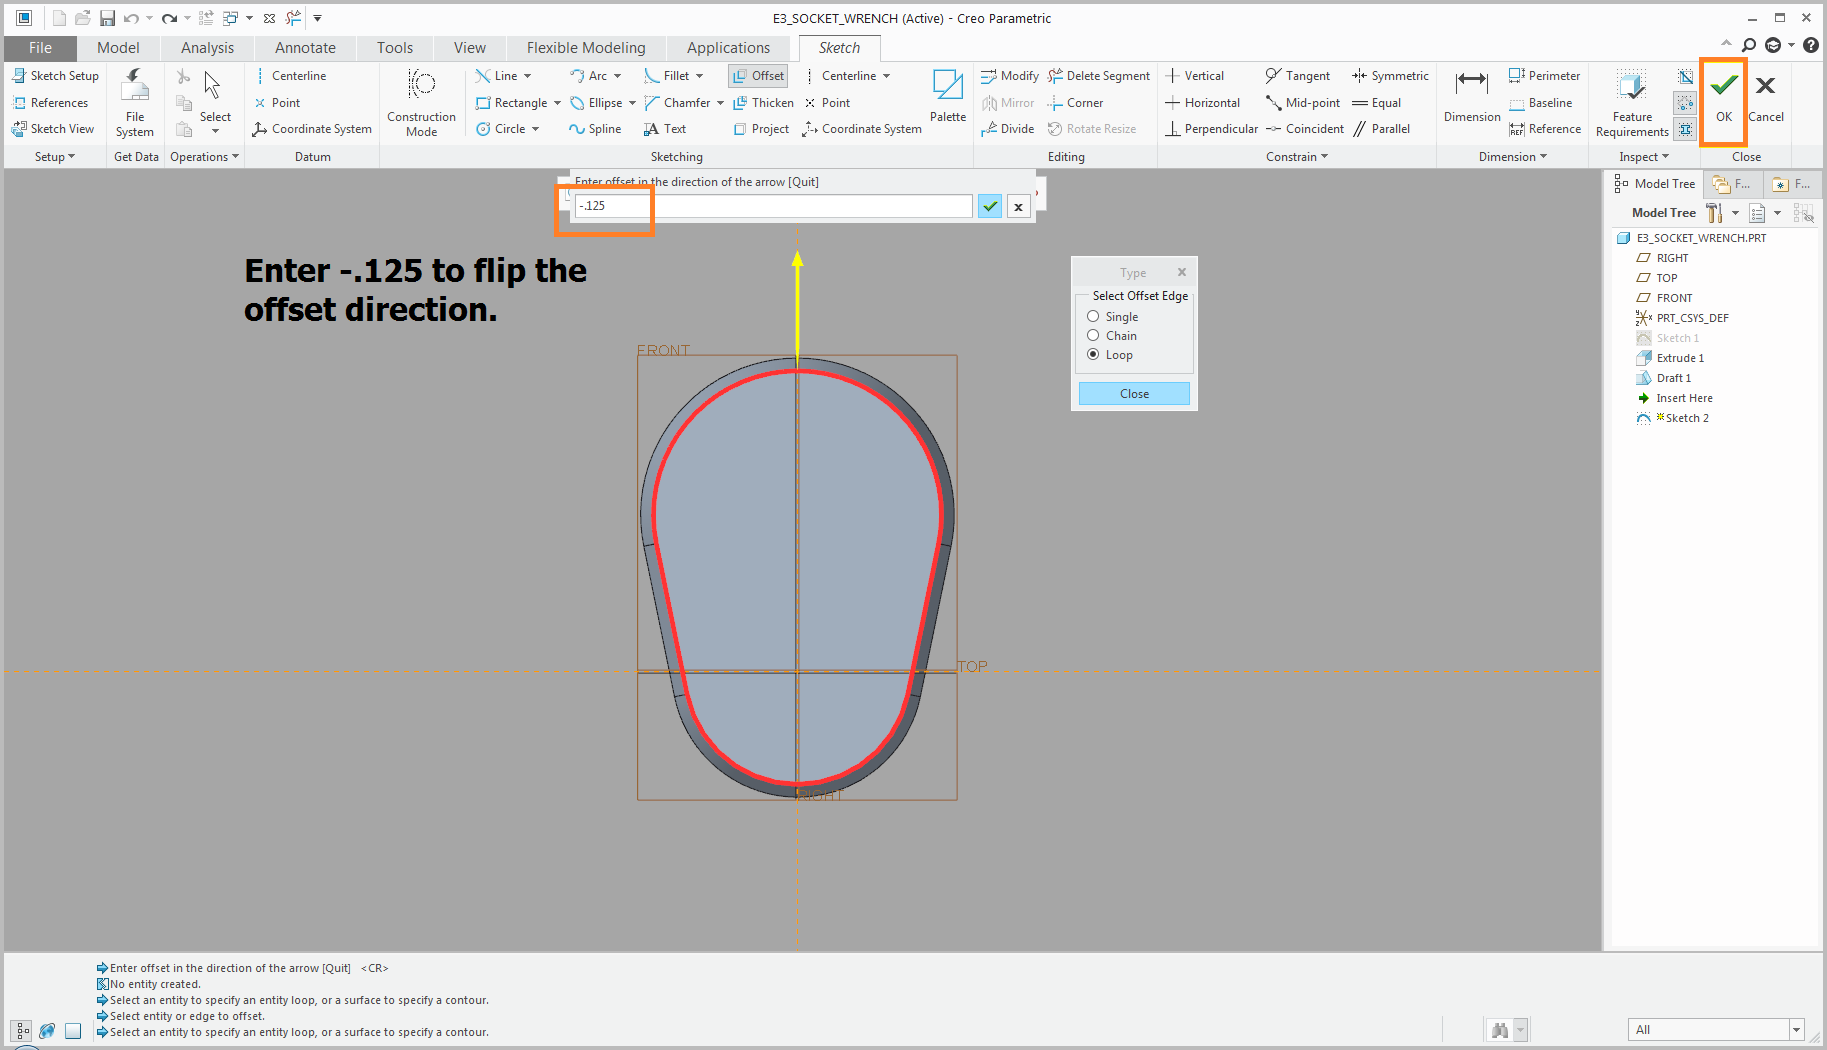 E3_SOCKET_WRENCH (Active) - Creo Parametric
File Model Analysis Annotate Tools View Flexible Modeling Applications Sketch
Sketch Setup Centerline Line Arc Fillet Offset Centerline Modify Delete Segment Vertical Tangent Symmetric Perimeter
References Point Rectangle Ellipse Chamfer Thicken Point Mirror Corner Horizontal Mid-point Equal Baseline
Sketch View File System Select Coordinate System Construction Mode Circle Spline Text Project Coordinate System Palette Divide Rotate Resize Perpendicular Coincident Parallel Dimension Reference Feature Requirements OK Cancel
Setup Get Data Operations Datum Sketching Editing Constrain Dimension Inspect Close
Enter offset in the direction of the arrow [Quit]
-.125
Enter -.125 to flip the
offset direction.
Type
Select Offset Edge
Single
Chain
Loop
Close
FRONT
TOP
RIGHT
Model Tree F... F...
Model Tree
E3_SOCKET_WRENCH.PRT
RIGHT
TOP
FRONT
PRT_CSYS_DEF
Sketch 1
Extrude 1
Draft 1
Insert Here
Sketch 2
Enter offset in the direction of the arrow [Quit] <CR>
No entity created.
Select an entity to specify an entity loop, or a surface to specify a contour.
Select entity or edge to offset.
Select an entity to specify an entity loop, or a surface to specify a contour.
All